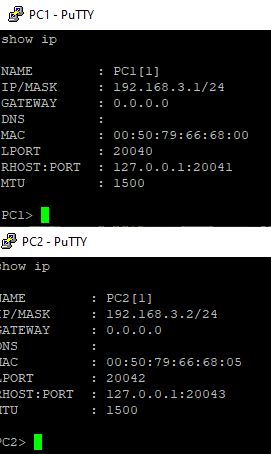 PC1 - PuTTY
show ip
NAME : PC1[1]
IP/MASK : 192.168.3.1/24
GATEWAY : 0.0.0.0
DNS :
MAC : 00:50:79:66:68:00
LPORT : 20040
RHOST:PORT : 127.0.0.1:20041
MTU : 1500
PC1>
PC2 - PuTTY
show ip
NAME : PC2[1]
IP/MASK : 192.168.3.2/24
GATEWAY : 0.0.0.0
DNS :
MAC : 00:50:79:66:68:05
LPORT : 20042
RHOST:PORT : 127.0.0.1:20043
MTU : 1500
PC2>